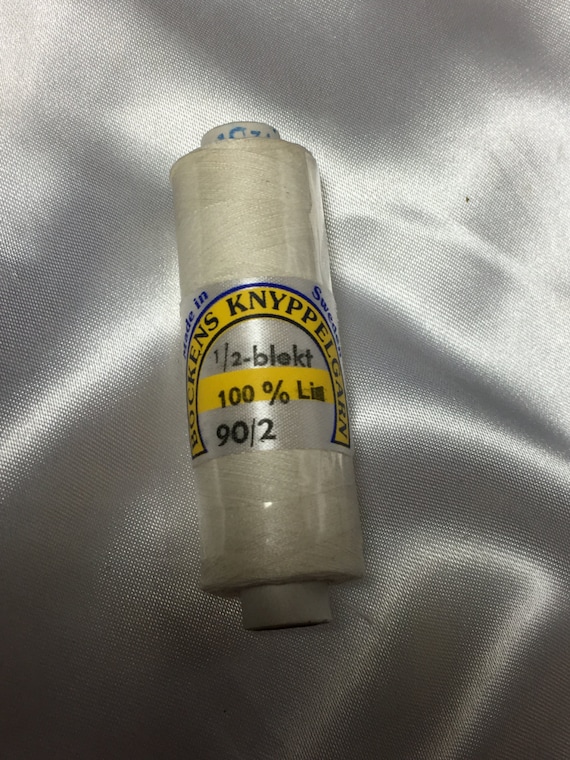 Made in Sweden
BOCKENS KNYPPELGARN
1/2-blekt
100 % Lin
90/2